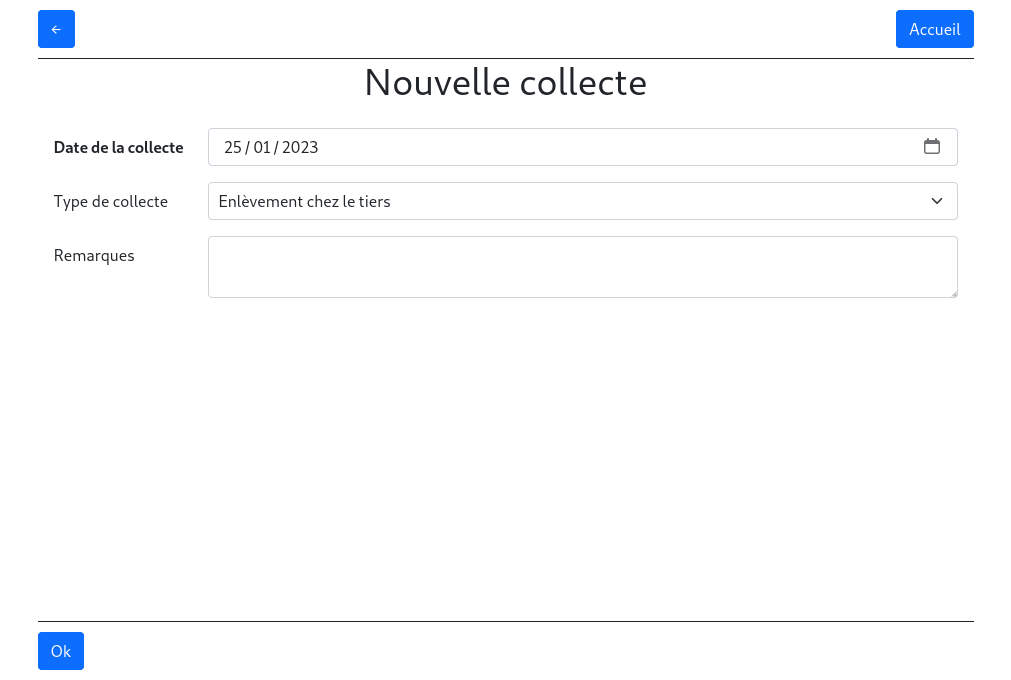 ←
Accueil
Nouvelle collecte
Date de la collecte
25 / 01 / 2023
Type de collecte
Enlèvement chez le tiers
Remarques
Ok